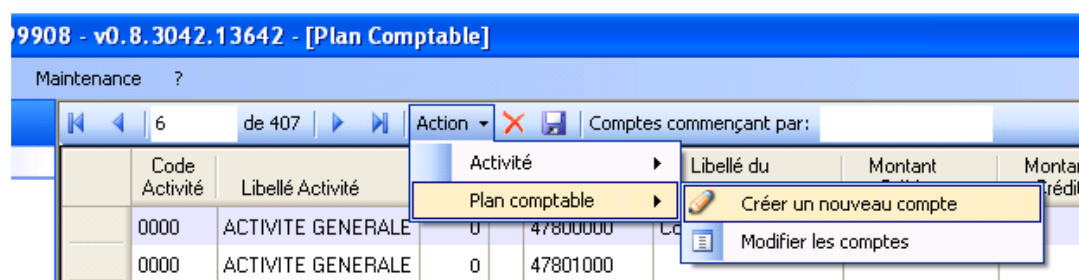 9908 - v0.8.3042.13642 - [Plan Comptable]
Maintenance ?
6 de 407 Action Comptes commençant par:
Code Activité Libellé Activité Activité Libellé du Montant
Plan comptable Créer un nouveau compte
0000 ACTIVITE GENERALE 0 47800000
Modifier les comptes
0000 ACTIVITE GENERALE 0 47801000